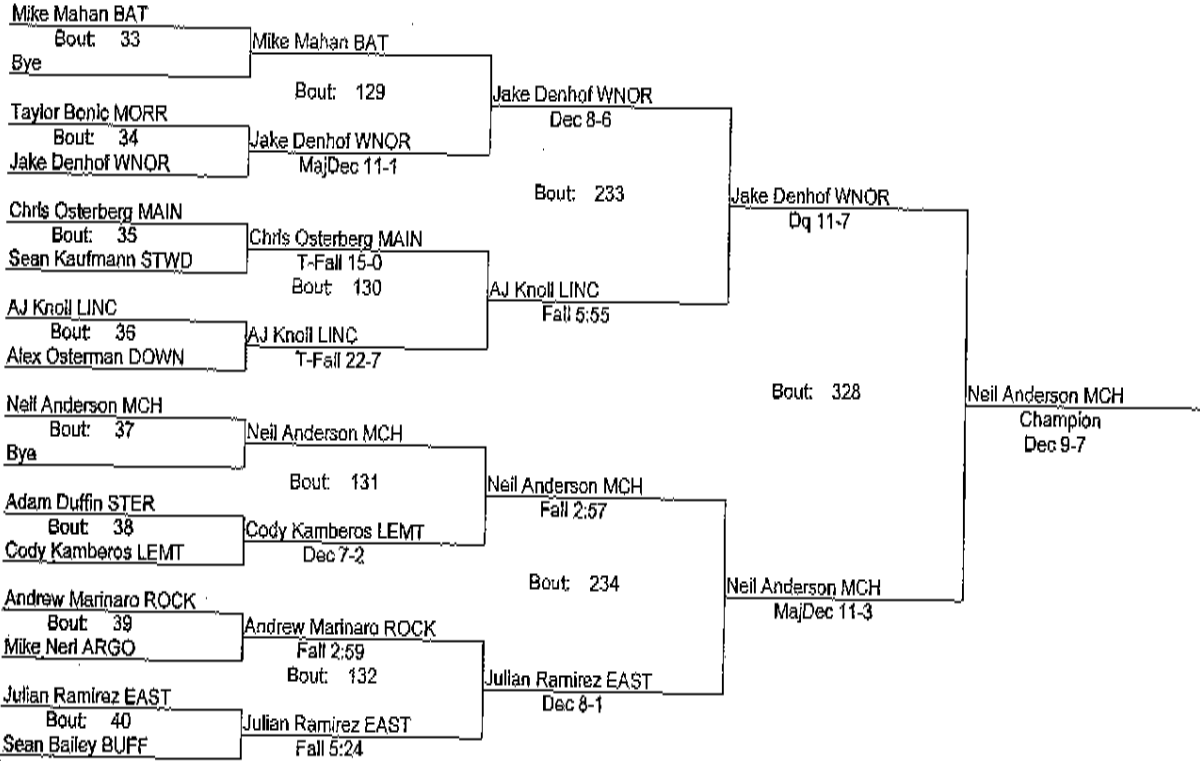 Mike Mahan BAT
Bout: 33
Bye
Mike Mahan BAT
Bout: 129
Taylor Bonic MORR
Bout: 34
Jake Denhof WNOR
Jake Denhof WNOR
MajDec 11-1
Jake Denhof WNOR
Dec 8-6
Bout: 233
Chris Osterberg MAIN
Bout: 35
Sean Kaufmann STWD
Chris Osterberg MAIN
T-Fall 15-0
Bout: 130
AJ Knoll LINC
Bout: 36
Alex Osterman DOWN
AJ Knoll LINC
T-Fall 22-7
AJ Knoll LINC
Fall 5:55
Jake Denhof WNOR
Dq 11-7
Bout: 328
Neil Anderson MCH
Champion
Dec 9-7
Neil Anderson MCH
Bout: 37
Bye
Neil Anderson MCH
Bout: 131
Adam Duffin STER
Bout: 38
Cody Kamberos LEMT
Cody Kamberos LEMT
Dec 7-2
Neil Anderson MCH
Fall 2:57
Bout: 234
Andrew Marinaro ROCK
Bout: 39
Mike Neri ARGO
Andrew Marinaro ROCK
Fall 2:59
Bout: 132
Julian Ramirez EAST
Bout: 40
Sean Bailey BUFF
Julian Ramirez EAST
Fall 5:24
Julian Ramirez EAST
Dec 8-1
Neil Anderson MCH
MajDec 11-3